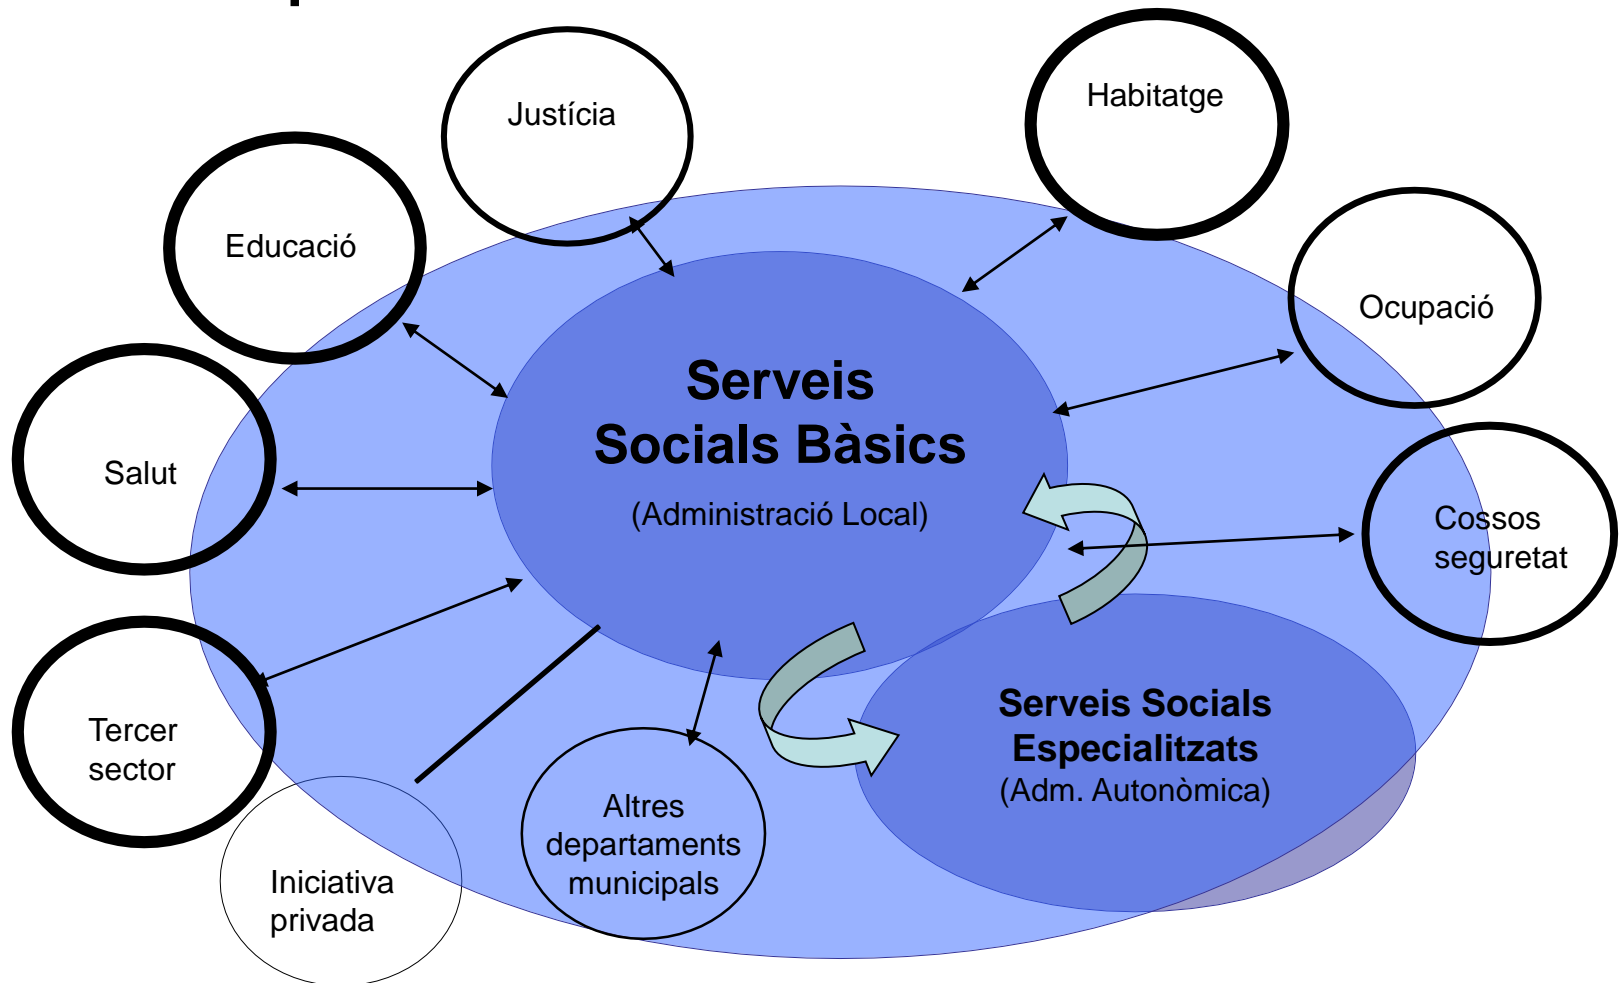 Justícia
Habitatge
Educació
Ocupació
Serveis
Socials Bàsics
(Administració Local)
Salut
Cossos
seguretat
Serveis Socials
Especialitzats
(Adm. Autonòmica)
Tercer
sector
Altres
departaments
municipals
Iniciativa
privada